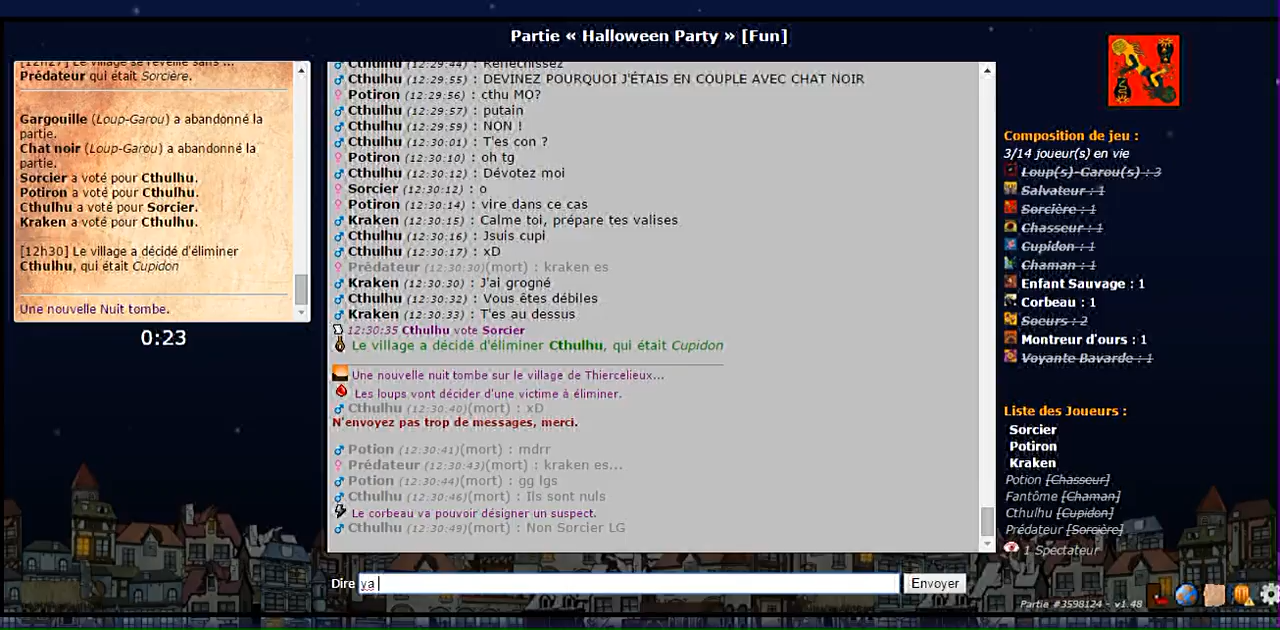 Partie « Halloween Party » [Fun]
[12h27] Le village se réveille sans ...
Prédateur qui était Sorcière.
Gargouille (Loup-Garou) a abandonné la
partie.
Chat noir (Loup-Garou) a abandonné la
partie.
Sorcier a voté pour Cthulhu.
Potiron a voté pour Cthulhu.
Cthulhu a voté pour Sorcier.
Kraken a voté pour Cthulhu.
[12h30] Le village a décidé d'éliminer
Cthulhu, qui était Cupidon
Une nouvelle Nuit tombe.
0:23
Cthulhu (12:29:44) : Réfléchissez
Cthulhu (12:29:55) : DEVINEZ POURQUOI J'ÉTAIS EN COUPLE AVEC CHAT NOIR
Potiron (12:29:56) : cthu MO?
Cthulhu (12:29:57) : putain
Cthulhu (12:29:59) : NON !
Cthulhu (12:30:01) : T'es con ?
Potiron (12:30:10) : oh tg
Cthulhu (12:30:12) : Dévotez moi
Sorcier (12:30:12) : o
Potiron (12:30:14) : vire dans ce cas
Kraken (12:30:15) : Calme toi, prépare tes valises
Cthulhu (12:30:16) : Jsuis cupi
Cthulhu (12:30:17) : xD
Prédateur (12:30:30)(mort) : kraken es
Kraken (12:30:30) : J'ai grogné
Cthulhu (12:30:32) : Vous êtes débiles
Kraken (12:30:33) : T'es au dessus
12:30:35 Cthulhu vote Sorcier
Le village a décidé d'éliminer Cthulhu, qui était Cupidon
Une nouvelle nuit tombe sur le village de Thiercelieux...
Les loups vont décider d'une victime à éliminer.
Cthulhu (12:30:40)(mort) : xD
N'envoyez pas trop de messages, merci.
Potion (12:30:41)(mort) : mdrr
Prédateur (12:30:43)(mort) : kraken es...
Potion (12:30:44)(mort) : gg lgs
Cthulhu (12:30:46)(mort) : Ils sont nuls
Le corbeau va pouvoir désigner un suspect.
Cthulhu (12:30:49)(mort) : Non Sorcier LG
Dire ya
Envoyer
Composition de jeu :
3/14 joueur(s) en vie
Loup(s)-Garou(s) : 3
Salvateur : 1
Sorcière : 1
Chasseur : 1
Cupidon : 1
Chaman : 1
Enfant Sauvage : 1
Corbeau : 1
Soeurs : 2
Montreur d'ours : 1
Voyante Bavarde : 1
Liste des Joueurs :
Sorcier
Potiron
Kraken
Potion [Chasseur]
Fantôme [Chaman]
Cthulhu [Cupidon]
Prédateur [Sorcière]
1 Spectateur
Partie #3598124 - v1.48